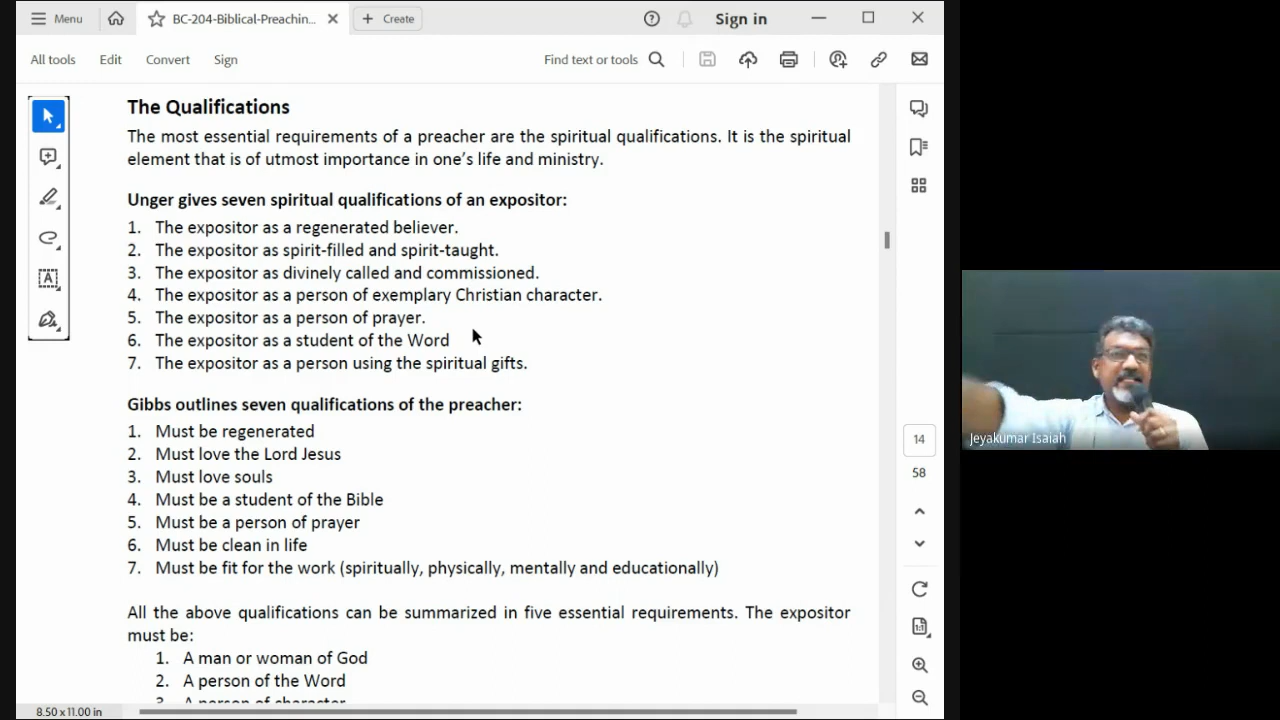 Menu
BC-204-Biblical-Preachin...
Create
Sign in
All tools
Edit
Convert
Sign
Find text or tools
The Qualifications
The most essential requirements of a preacher are the spiritual qualifications. It is the spiritual
element that is of utmost importance in one's life and ministry.
Unger gives seven spiritual qualifications of an expositor:
1. The expositor as a regenerated believer.
2. The expositor as spirit-filled and spirit-taught.
3. The expositor as divinely called and commissioned.
4. The expositor as a person of exemplary Christian character.
5. The expositor as a person of prayer.
6. The expositor as a student of the Word
7. The expositor as a person using the spiritual gifts.
Gibbs outlines seven qualifications of the preacher:
1. Must be regenerated
2. Must love the Lord Jesus
3. Must love souls
4. Must be a student of the Bible
5. Must be a person of prayer
6. Must be clean in life
7. Must be fit for the work (spiritually, physically, mentally and educationally)
All the above qualifications can be summarized in five essential requirements. The expositor
must be:
1. A man or woman of God
2. A person of the Word
3. A person of character
8.50 x 11.00 in
14
58
1:1
Jeyakumar Isaiah